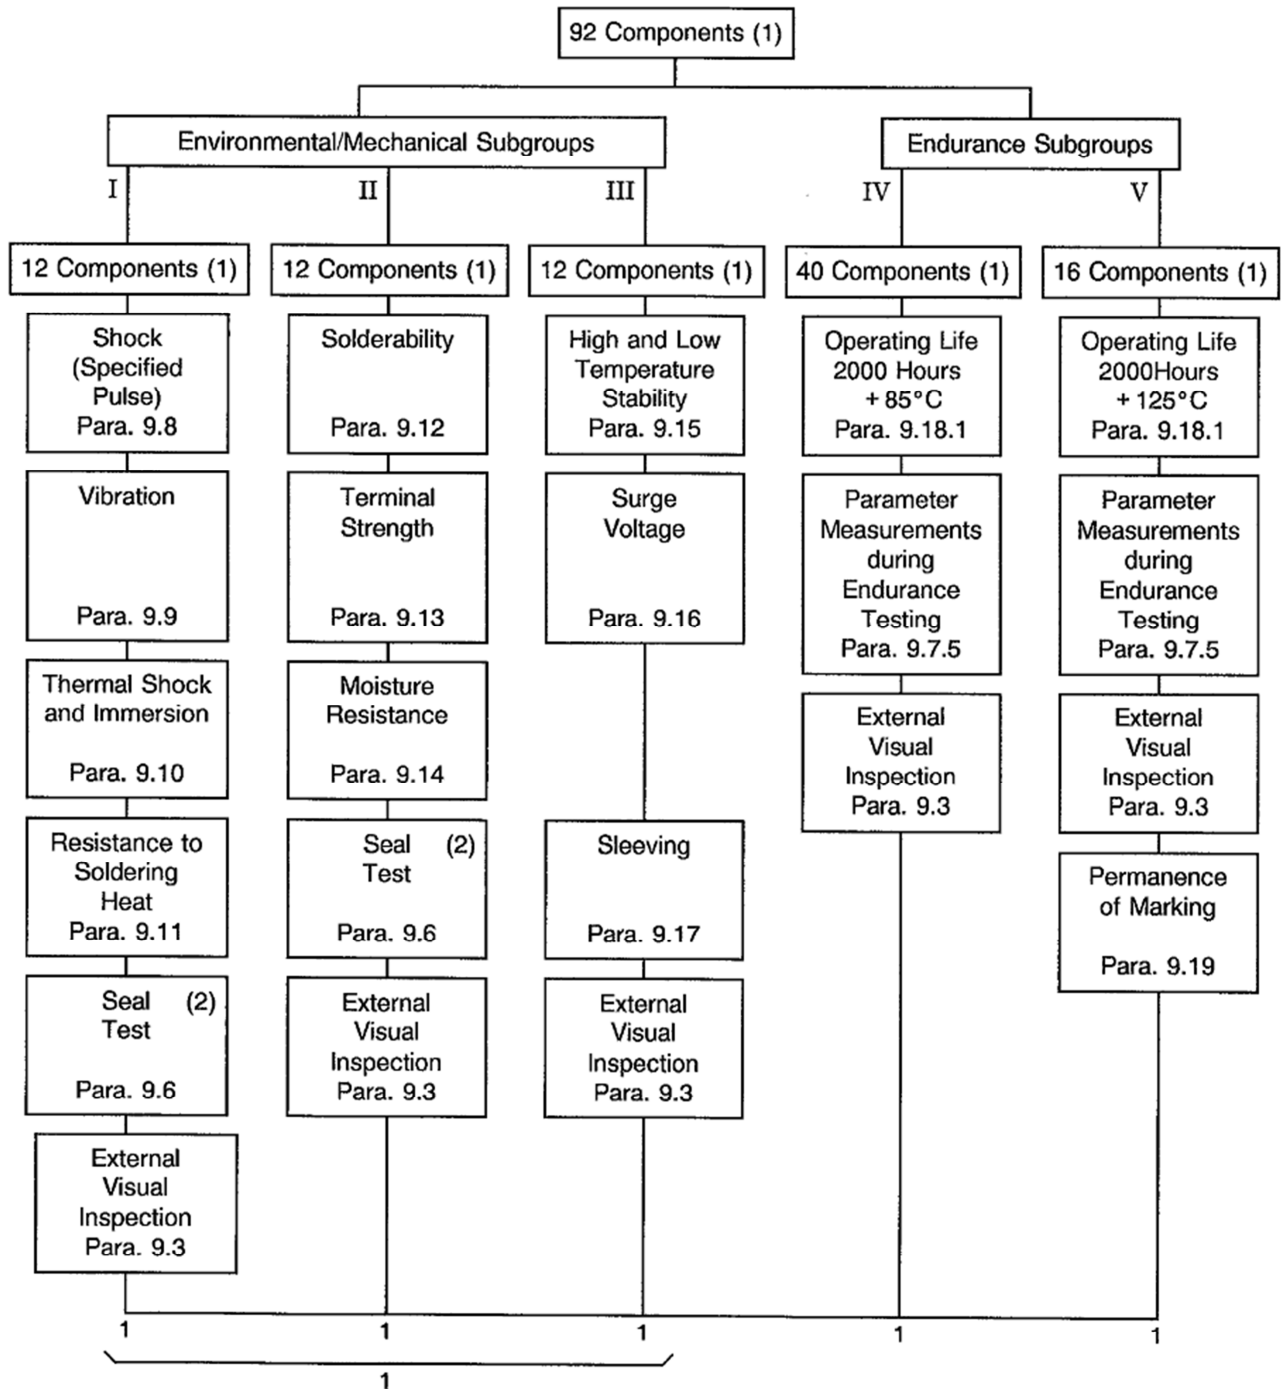 92 Components (1)
Environmental/Mechanical Subgroups
Endurance Subgroups
I
II
III
IV
V
12 Components (1)
12 Components (1)
12 Components (1)
40 Components (1)
16 Components (1)
Shock
(Specified
Pulse)
Para. 9.8
Vibration
Para. 9.9
Thermal Shock
and Immersion
Para. 9.10
Resistance to
Soldering
Heat
Para. 9.11
Seal (2)
Test
Para. 9.6
External
Visual
Inspection
Para. 9.3
Solderability
Para. 9.12
Terminal
Strength
Para. 9.13
Moisture
Resistance
Para. 9.14
Seal (2)
Test
Para. 9.6
External
Visual
Inspection
Para. 9.3
High and Low
Temperature
Stability
Para. 9.15
Surge
Voltage
Para. 9.16
Sleeving
Para. 9.17
External
Visual
Inspection
Para. 9.3
Operating Life
2000 Hours
+ 85°C
Para. 9.18.1
Parameter
Measurements
during
Endurance
Testing
Para. 9.7.5
External
Visual
Inspection
Para. 9.3
Operating Life
2000Hours
+ 125°C
Para. 9.18.1
Parameter
Measurements
during
Endurance
Testing
Para. 9.7.5
External
Visual
Inspection
Para. 9.3
Permanence
of Marking
Para. 9.19
1
1
1
1
1
1